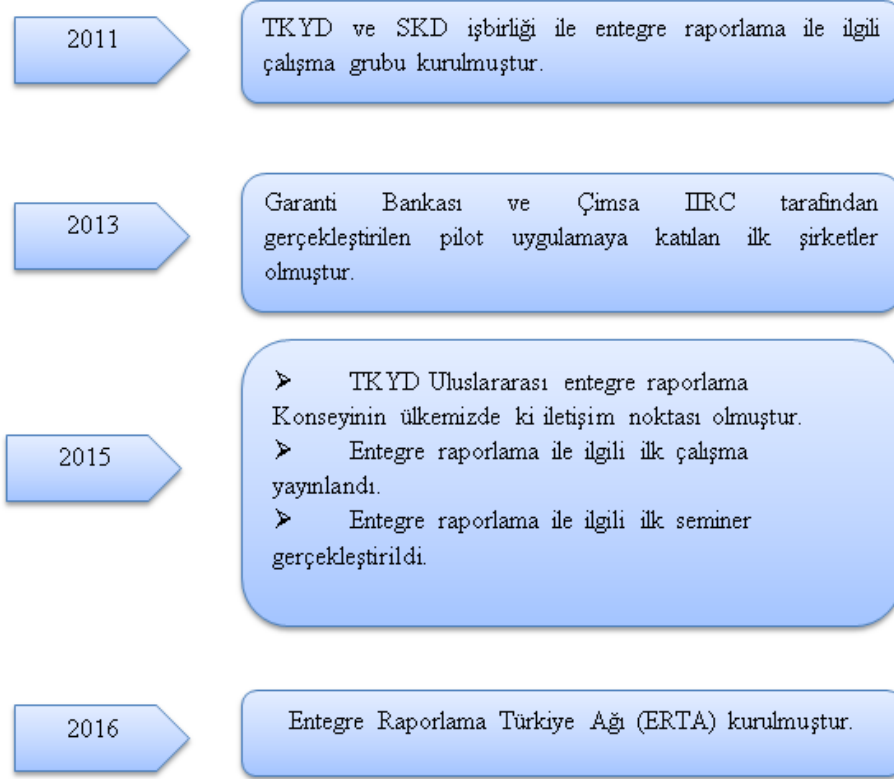 2011
TKYD ve SKD işbirliği ile entegre raporlama ile ilgili
çalışma grubu kurulmuştur.
2013
Garanti Bankası ve Çimsa IIRC tarafından
gerçekleştirilen pilot uygulamaya katılan ilk şirketler
olmuştur.
2015
➢ TKYD Uluslararası entegre raporlama
Konseyinin ülkemizde ki iletişim noktası olmuştur.
➢ Entegre raporlama ile ilgili ilk çalışma
yayınlandı.
➢ Entegre raporlama ile ilgili ilk seminer
gerçekleştirildi.
2016
Entegre Raporlama Türkiye Ağı (ERTA) kurulmuştur.